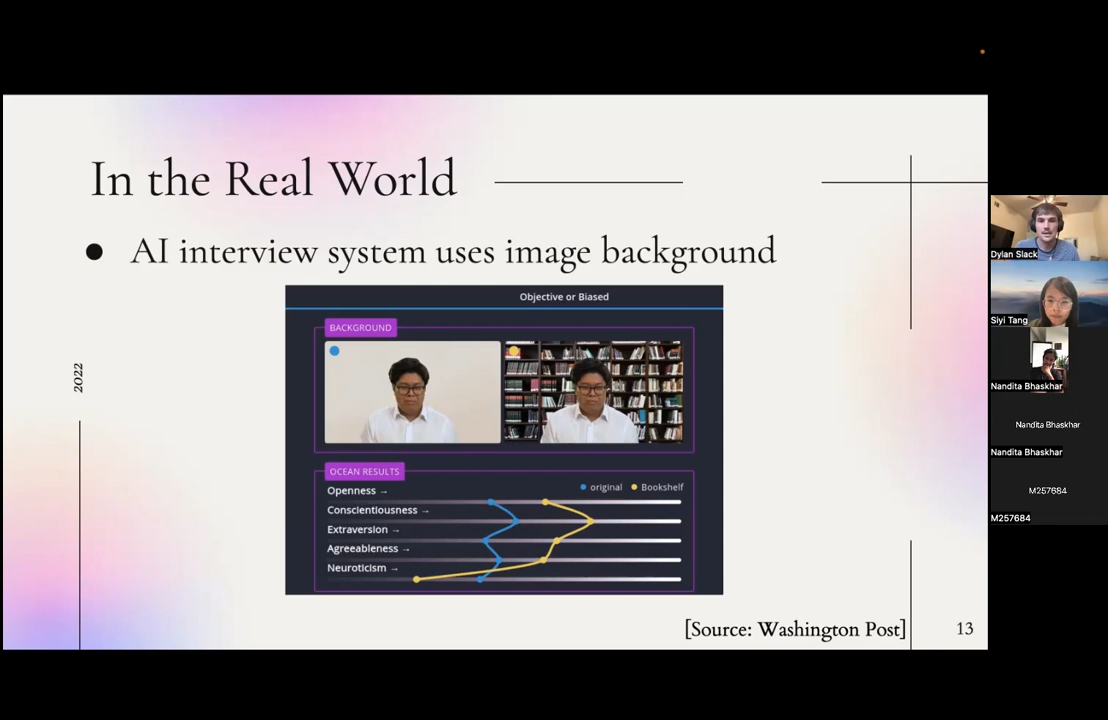 In the Real World
● AI interview system uses image background
Objective or Biased
BACKGROUND
OCEAN RESULTS
original
Bookshelf
Openness →
Conscientiousness →
Extraversion →
Agreeableness →
Neuroticism →
2022
[Source: Washington Post]
13
Dylan Slack
Siyi Tang
Nandita Bhaskhar
Nandita Bhaskhar
Nandita Bhaskhar
M257684
M257684